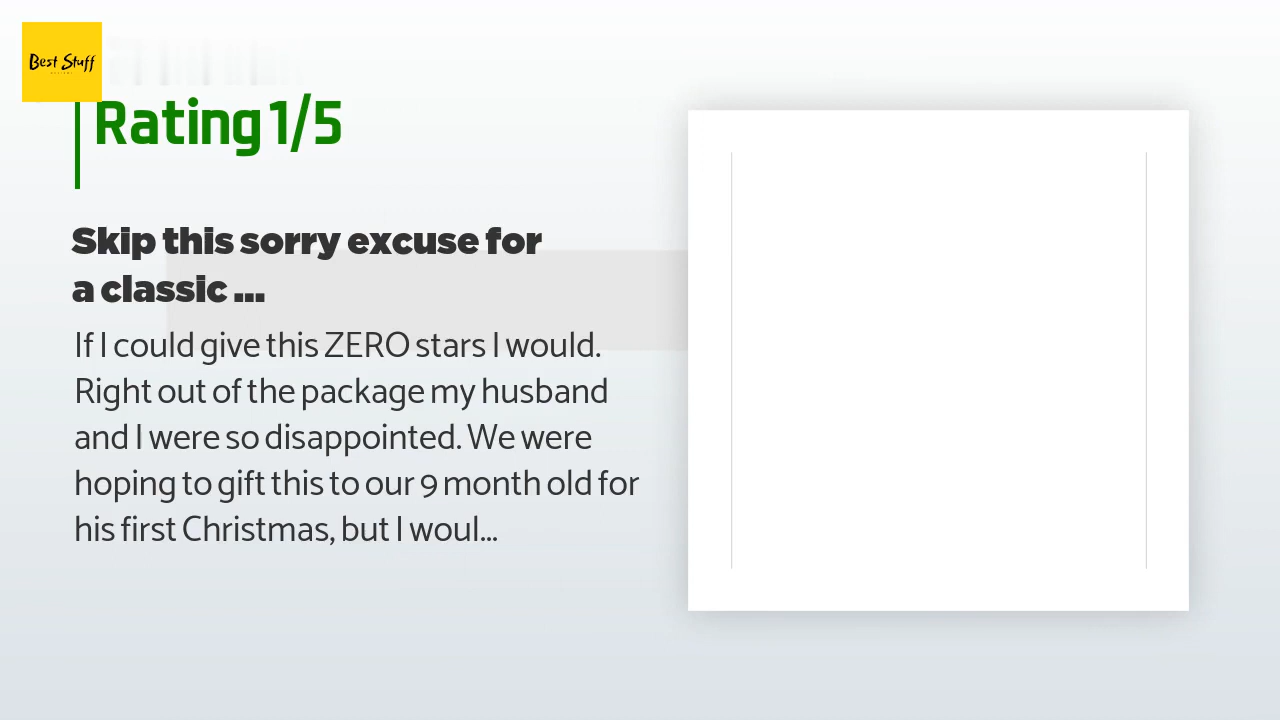 Best Stuff
Rating 1/5
Skip this sorry excuse for
a classic ...
If I could give this ZERO stars I would.
Right out of the package my husband
and I were so disappointed. We were
hoping to gift this to our 9 month old for
his first Christmas, but I woul...